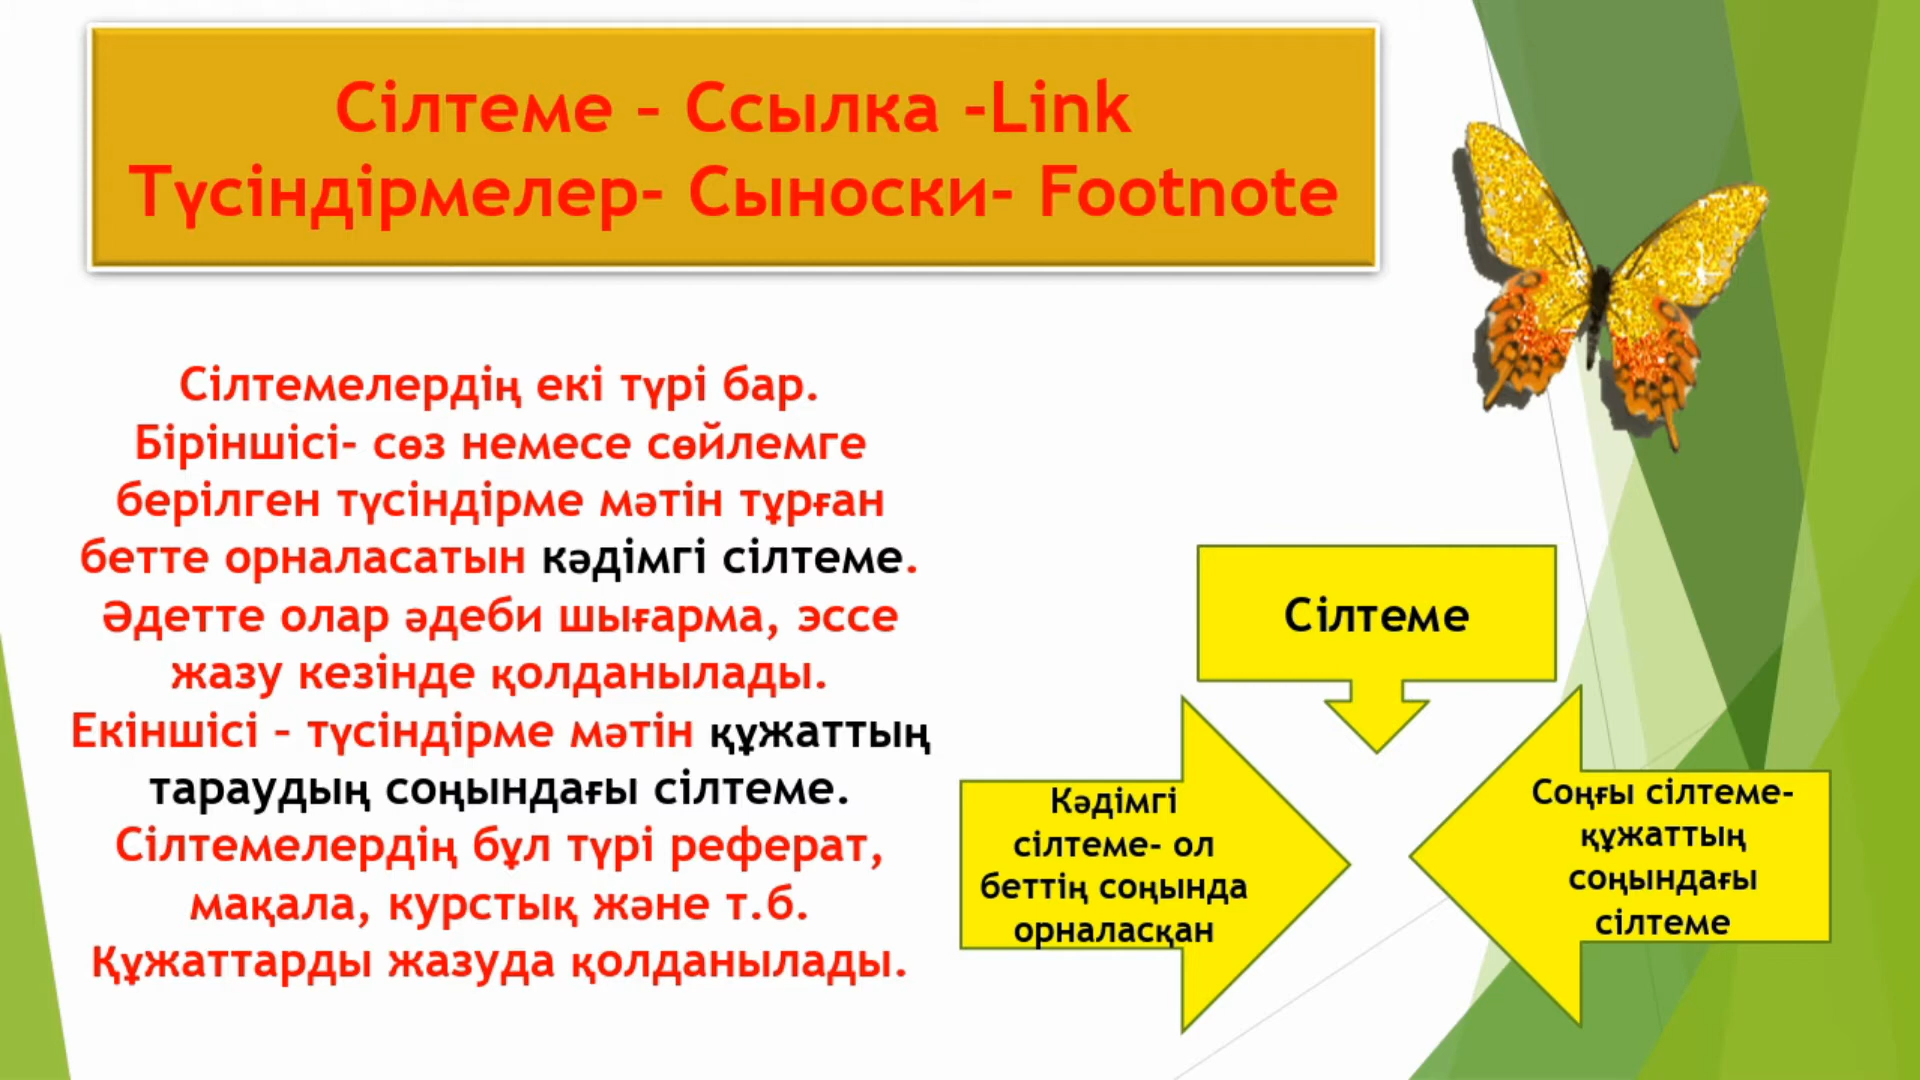 Сілтеме – Ссылка -Link
Түсіндірмелер- Сыноски- Footnote
Сілтемелердің екі түрі бар.
Біріншісі- сөз немесе сөйлемге
берілген түсіндірме мәтін тұрған
бетте орналасатын кәдімгі сілтеме.
Әдетте олар әдеби шығарма, эссе
жазу кезінде қолданылады.
Екіншісі – түсіндірме мәтін құжаттың
тараудың соңындағы сілтеме.
Сілтемелердің бұл түрі реферат,
мақала, курстық және т.б.
Құжаттарды жазуда қолданылады.
Сілтеме
Кәдімгі
сілтеме- ол
беттің соңында
орналасқан
Соңғы сілтеме-
құжаттың
соңындағы
сілтеме